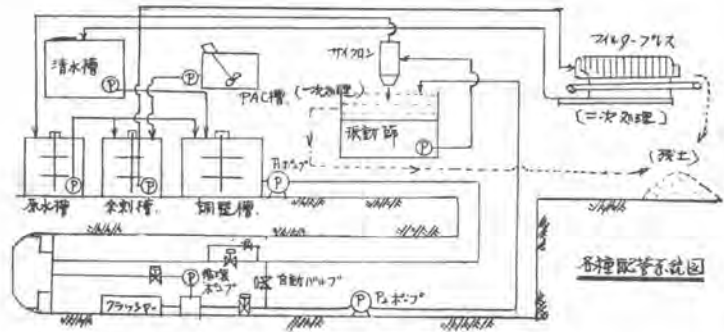 清水槽
P
P
PAC槽
サイクロン
(一次処理)
振動篩
P
フィルタープレス
(二次処理)
(残土)
P
P
P
P₁ポンプ
原水槽
余剰槽
調整槽
P
循環ポンプ
自動バルブ
クラッシャー
P
P₂ポンプ
各種配管系統図